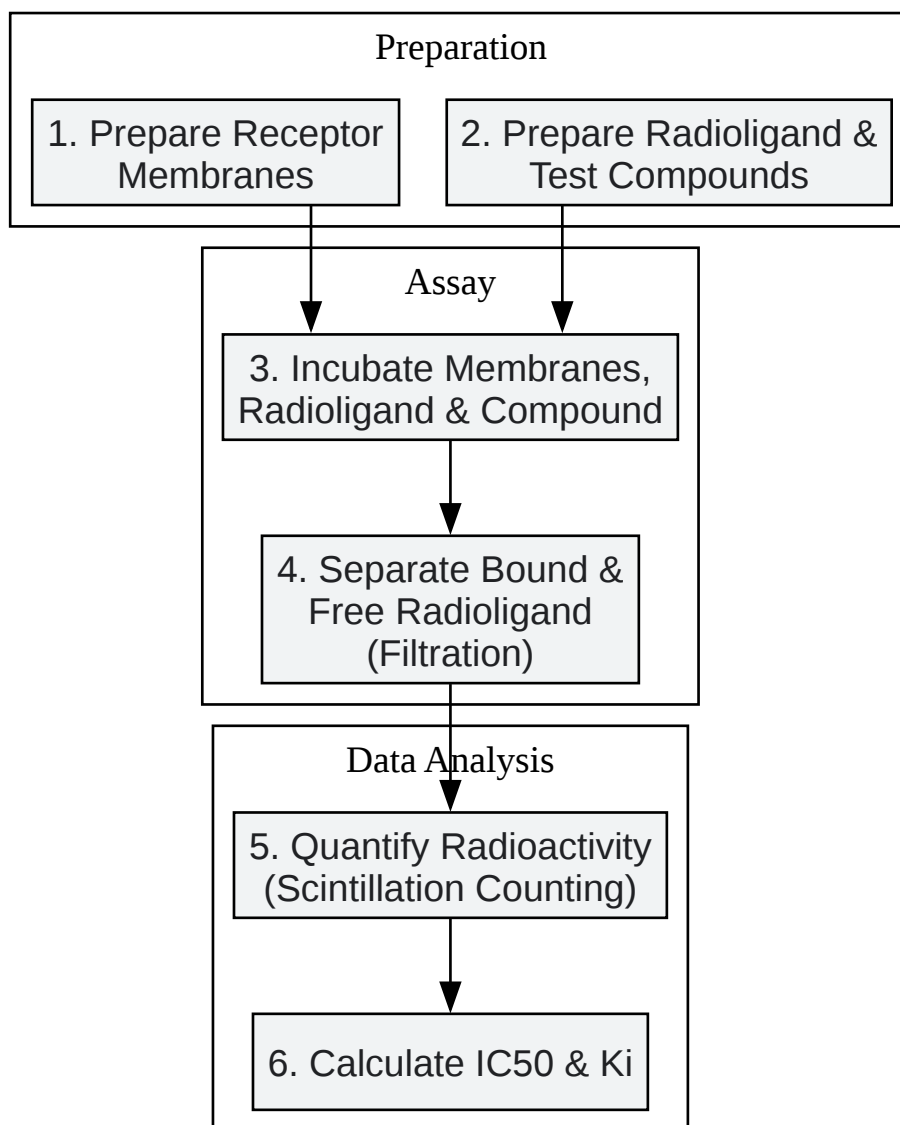 Preparation
1. Prepare Receptor
Membranes
2. Prepare Radioligand &
Test Compounds
Assay
3. Incubate Membranes,
Radioligand & Compound
4. Separate Bound &
Free Radioligand
(Filtration)
Data Analysis
5. Quantify Radioactivity
(Scintillation Counting)
6. Calculate IC50 & Ki